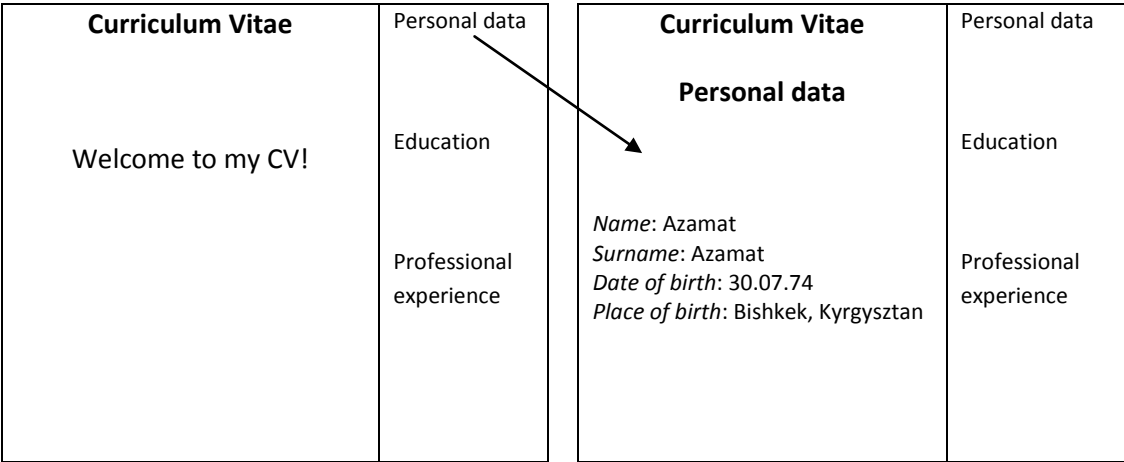 Curriculum Vitae
Welcome to my CV!
Personal data
Education
Professional
experience
Curriculum Vitae
Personal data
Name: Azamat
Surname: Azamat
Date of birth: 30.07.74
Place of birth: Bishkek, Kyrgysztan
Personal data
Education
Professional
experience